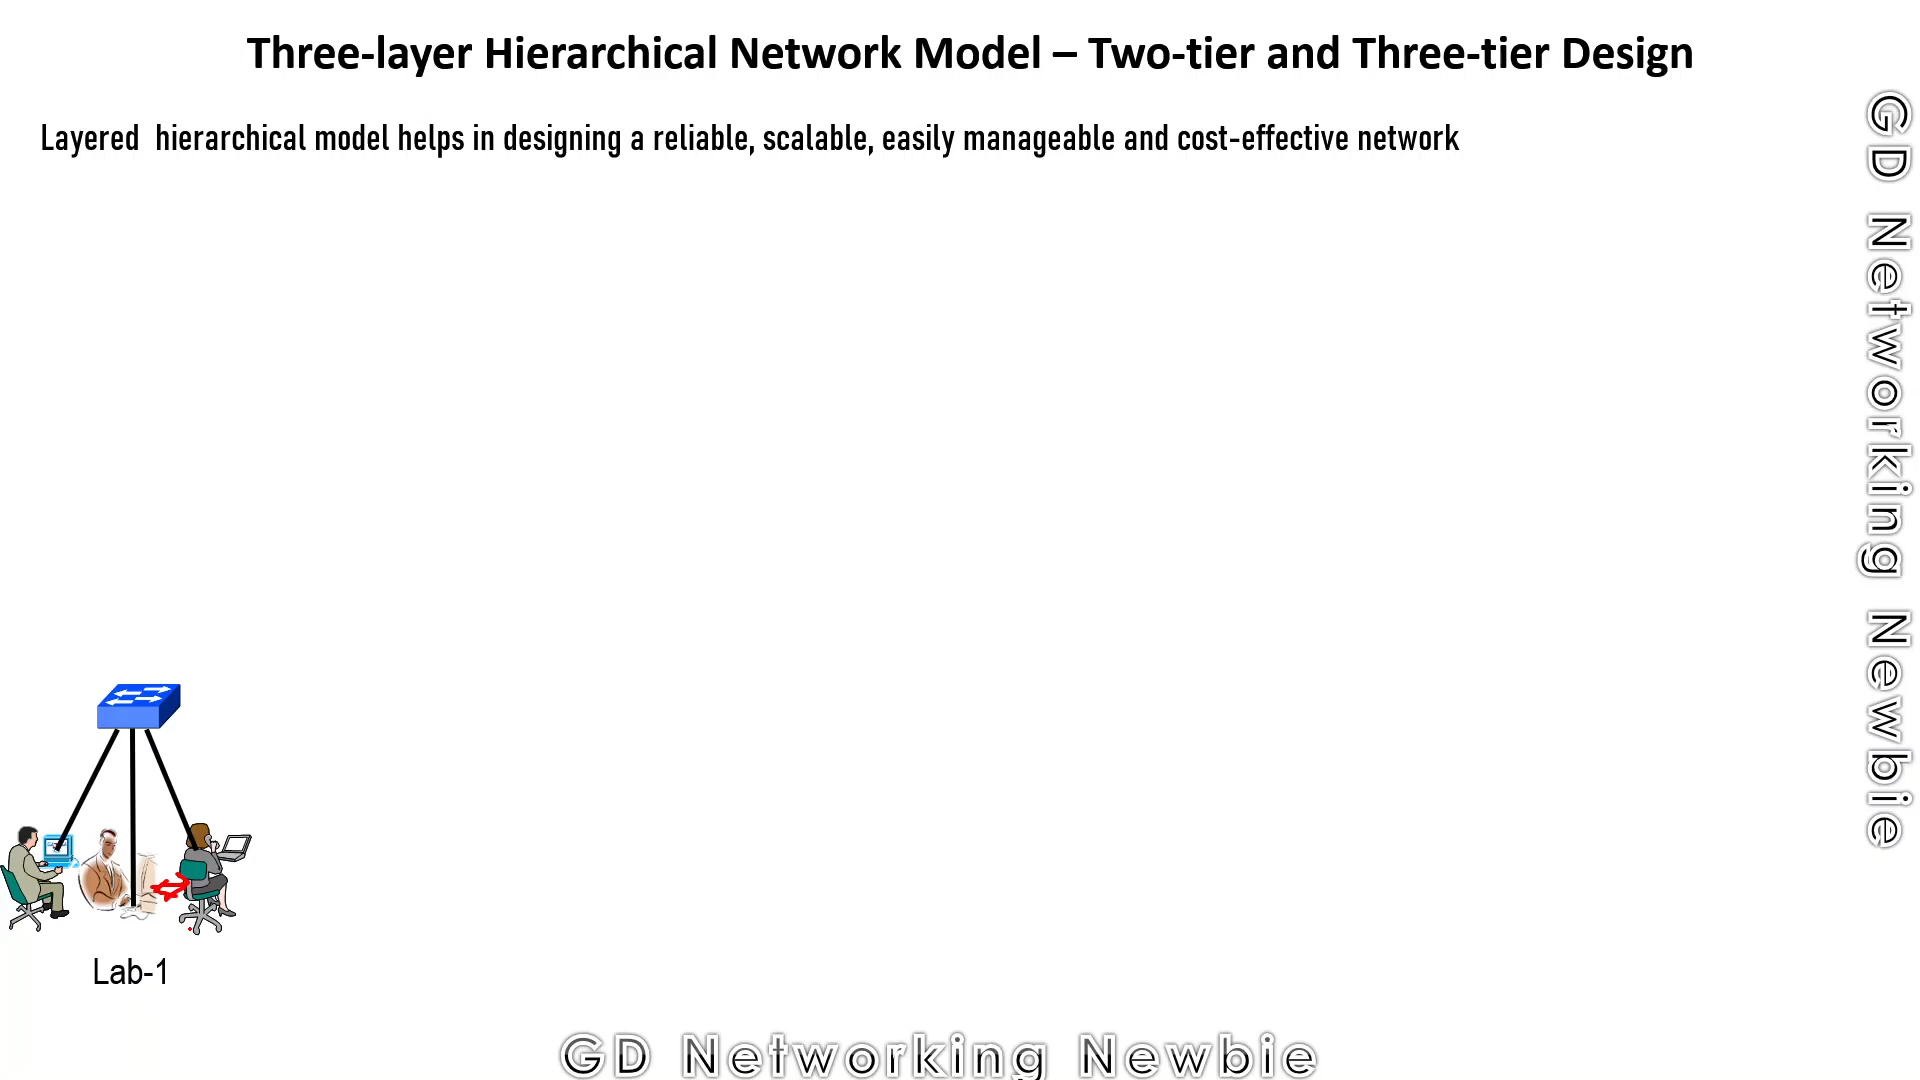 Three-layer Hierarchical Network Model – Two-tier and Three-tier Design
Layered  hierarchical model helps in designing a reliable, scalable, easily manageable and cost-effective network
GD Networking Newbie
Lab-1
GD Networking Newbie